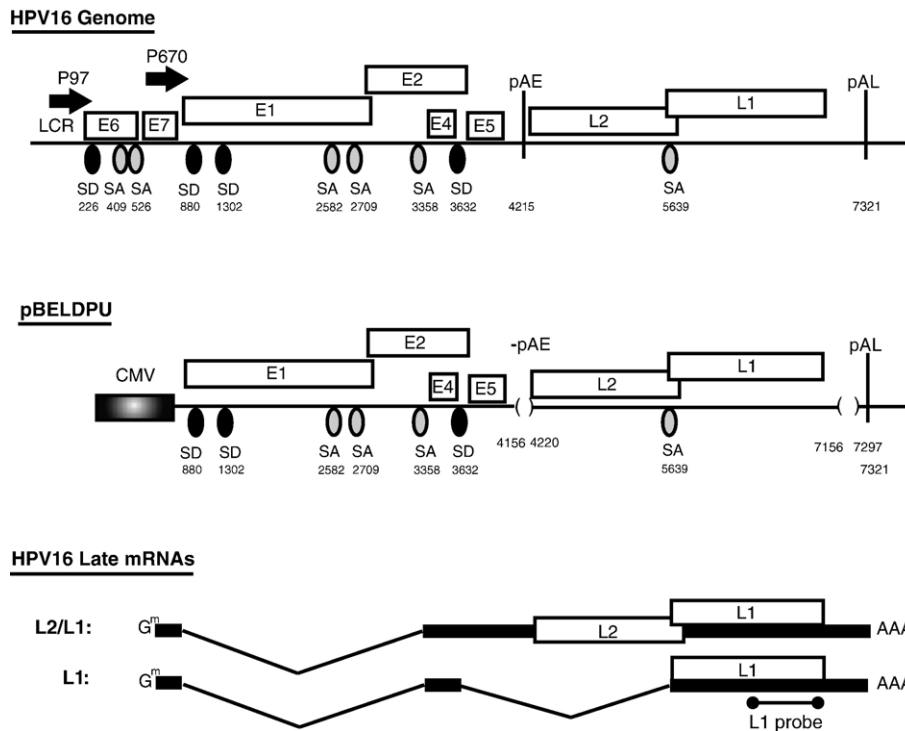 HPV16 Genome
P670
P97
E2
pAE
pAL
E1
L1
LCR
E6
E7
E4
E5
L2
SD SA SA SD SD SA SA SA SD SA
226 409 526 880 1302 2582 2709 3358 3632 4215 5639 7321
pBELDPU
E2
-pAE
pAL
CMV
E1
L1
E4
E5
L2
( ) ( )
4156 4220 7156 7297
SD SD SA SA SA SD SA
880 1302 2582 2709 3358 3632 5639 7321
HPV16 Late mRNAs
L1
L2/L1: Gm L2 AAA
L1
L1: Gm AAA
L1 probe